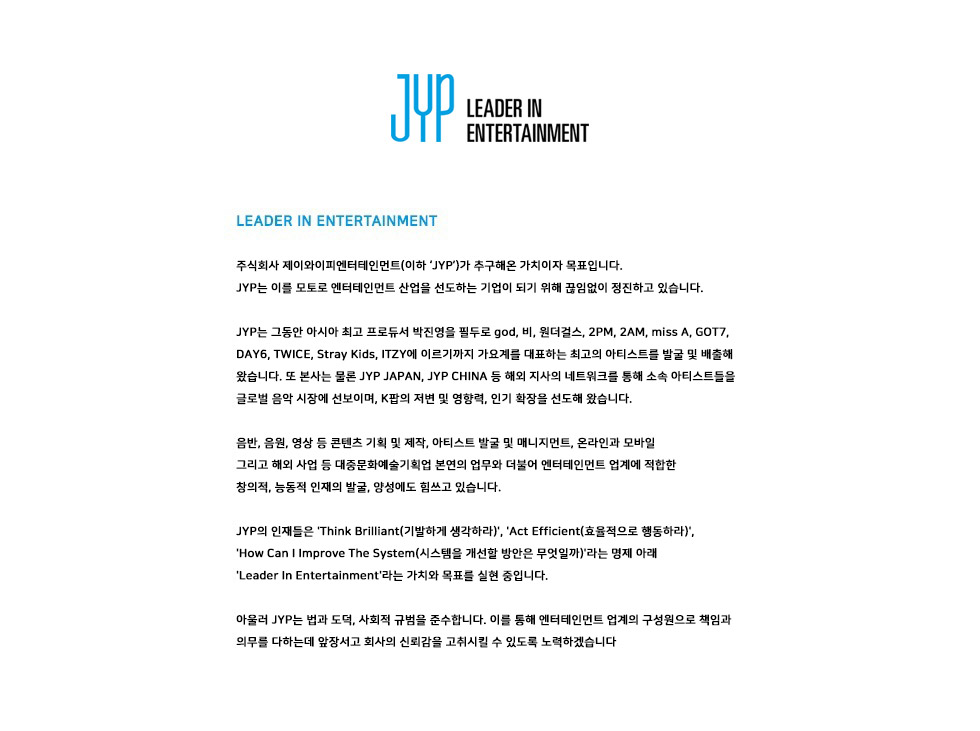 JYP
LEADER IN
ENTERTAINMENT
LEADER IN ENTERTAINMENT
주식회사 제이와이피엔터테인먼트(이하 ‘JYP’)가 추구해온 가치이자 목표입니다.
JYP는 이를 모토로 엔터테인먼트 산업을 선도하는 기업이 되기 위해 끊임없이 정진하고 있습니다.
JYP는 그동안 아시아 최고 프로듀서 박진영을 필두로 god, 비, 원더걸스, 2PM, 2AM, miss A, GOT7,
DAY6, TWICE, Stray Kids, ITZY에 이르기까지 가요계를 대표하는 최고의 아티스트를 발굴 및 배출해
왔습니다. 또 본사는 물론 JYP JAPAN, JYP CHINA 등 해외 지사의 네트워크를 통해 소속 아티스트들을
글로벌 음악 시장에 선보이며, K팝의 저변 및 영향력, 인기 확장을 선도해 왔습니다.
음반, 음원, 영상 등 콘텐츠 기획 및 제작, 아티스트 발굴 및 매니지먼트, 온라인과 모바일
그리고 해외 사업 등 대중문화예술기획업 본연의 업무와 더불어 엔터테인먼트 업계에 적합한
창의적, 능동적 인재의 발굴, 양성에도 힘쓰고 있습니다.
JYP의 인재들은 'Think Brilliant(기발하게 생각하라)', 'Act Efficient(효율적으로 행동하라)',
'How Can I Improve The System(시스템을 개선할 방안은 무엇일까)'라는 명제 아래
'Leader In Entertainment'라는 가치와 목표를 실현 중입니다.
아울러 JYP는 법과 도덕, 사회적 규범을 준수합니다. 이를 통해 엔터테인먼트 업계의 구성원으로 책임과
의무를 다하는데 앞장서고 회사의 신뢰감을 고취시킬 수 있도록 노력하겠습니다